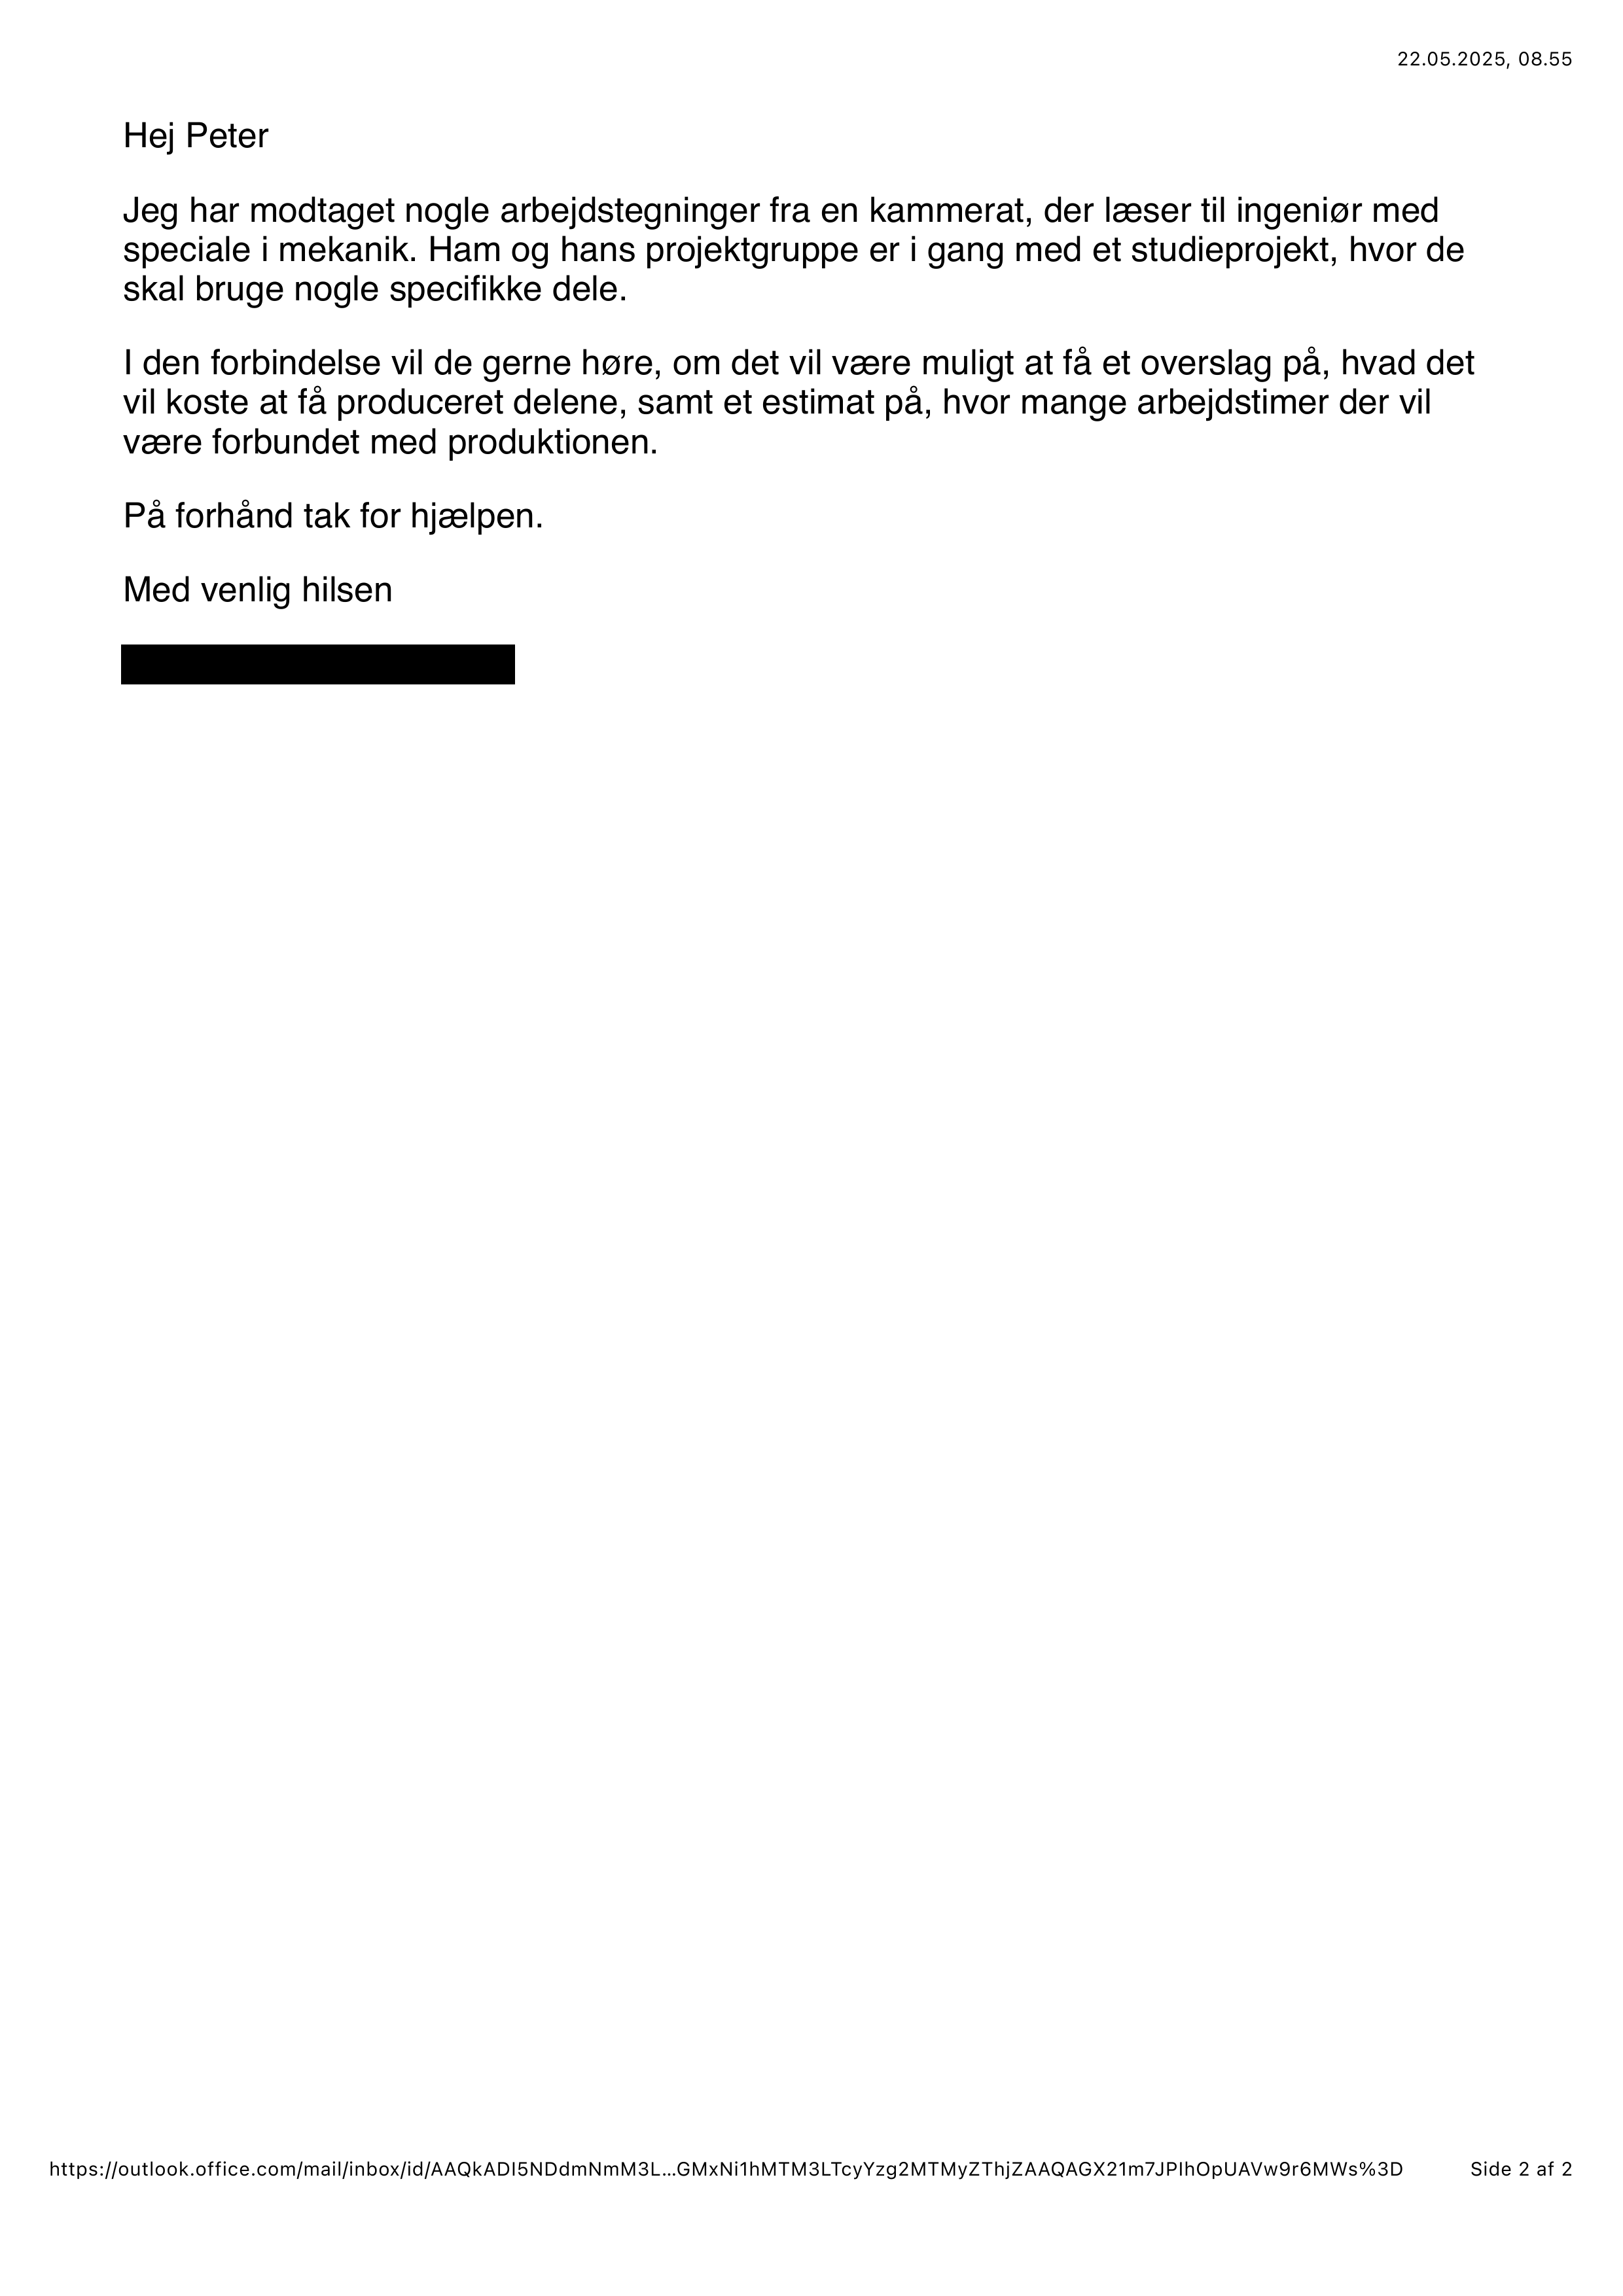 22.05.2025, 08.55
Hej Peter
Jeg har modtaget nogle arbejdstegninger fra en kammerat, der læser til ingeniør med
speciale i mekanik. Ham og hans projektgruppe er i gang med et studieprojekt, hvor de
skal bruge nogle specifikke dele.
I den forbindelse vil de gerne høre, om det vil være muligt at få et overslag på, hvad det
vil koste at få produceret delene, samt et estimat på, hvor mange arbejdstimer der vil
være forbundet med produktionen.
På forhånd tak for hjælpen.
Med venlig hilsen
https://outlook.office.com/mail/inbox/id/AAQkADI5NDdmNmM3L...GMxNi1hMTM3LTcyYzg2MTMyZThjZAAQAGX21m7JPIhOpUAVw9r6MWs%3D Side 2 af 2